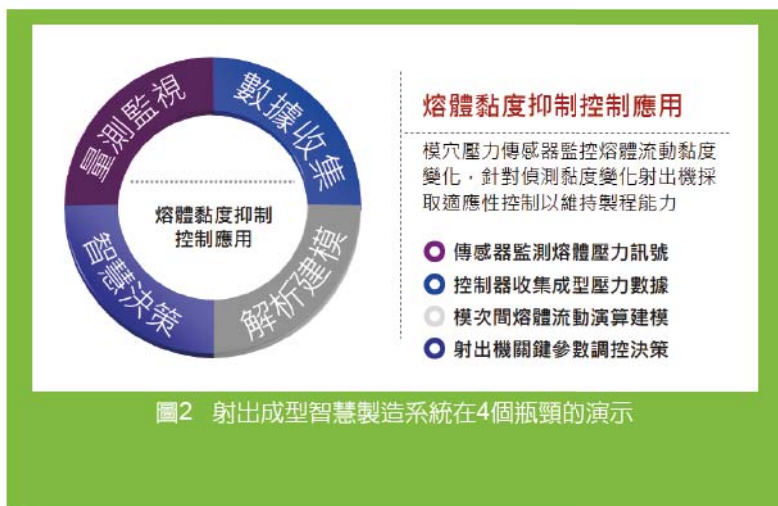 量測監視
數據收集
熔體黏度抑制
控制應用
智慧決策
解析建模
熔體黏度抑制控制應用
模穴壓力傳感器監控熔體流動黏度
變化，針對偵測黏度變化射出機採
取適應性控制以維持製程能力
傳感器監測熔體壓力訊號
控制器收集成型壓力數據
模次間熔體流動演算建模
射出機關鍵參數調控決策
圖2 射出成型智慧製造系統在4個瓶頸的演示